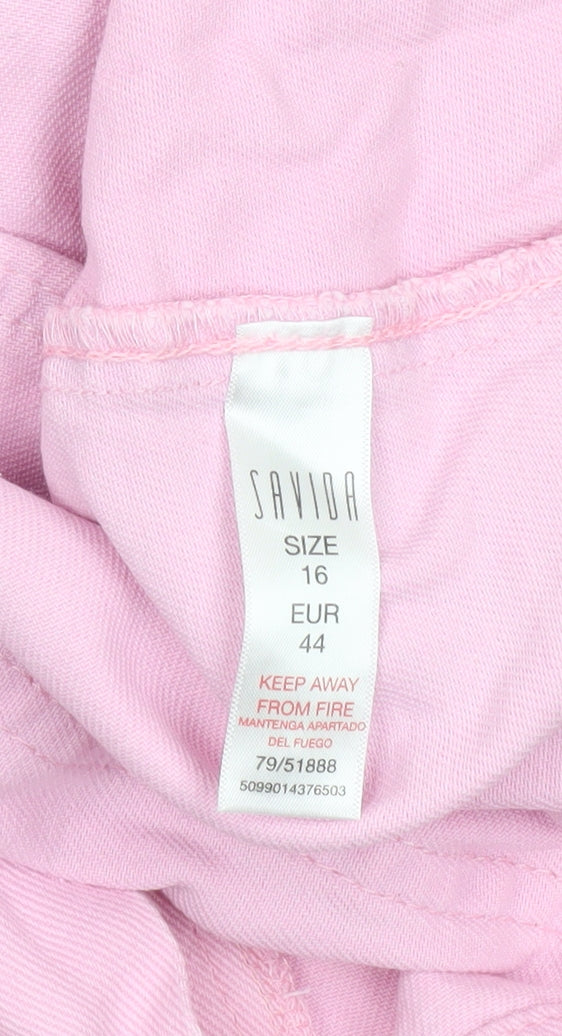 SAVIDA
SIZE
16
EUR
44
KEEP AWAY
FROM FIRE
MANTENGA APARTADO
DEL FUEGO
79/51888
5099014376503